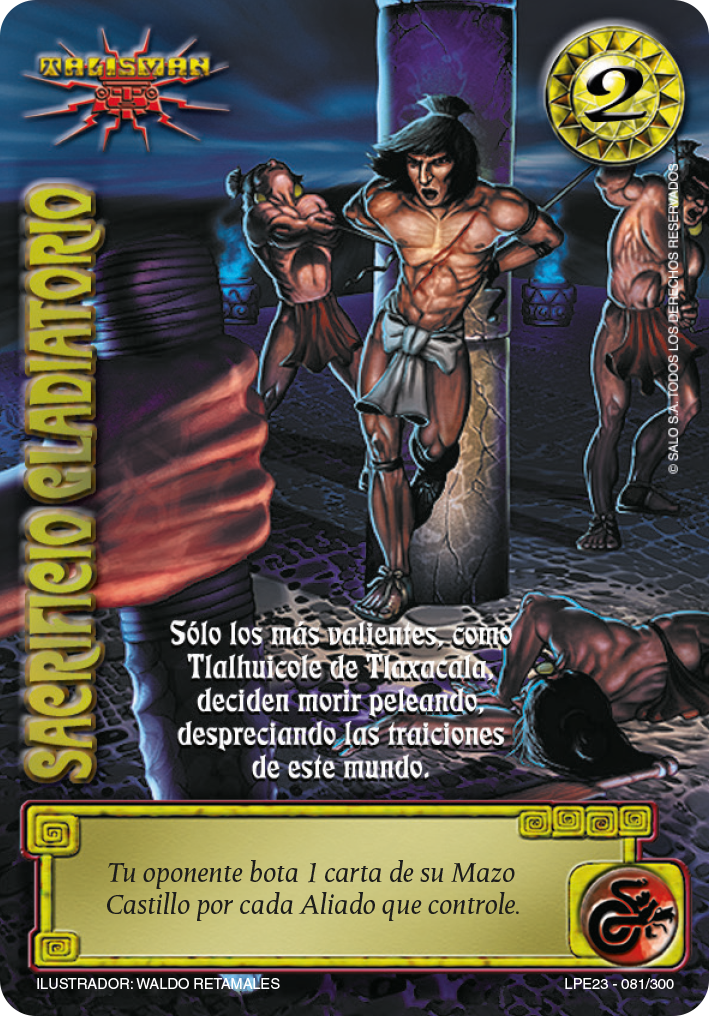 TALISMAN
2
SACRIFICIO GLADIATORIO
© SALO S.A. TODOS LOS DERECHOS RESERVADOS
Sólo los más valientes, como
Tlalhuicole de Tlaxacala,
deciden morir peleando,
despreciando las traiciones
de este mundo.
Tu oponente bota 1 carta de su Mazo
Castillo por cada Aliado que controle.
ILUSTRADOR: WALDO RETAMALES
LPE23 - 081/300